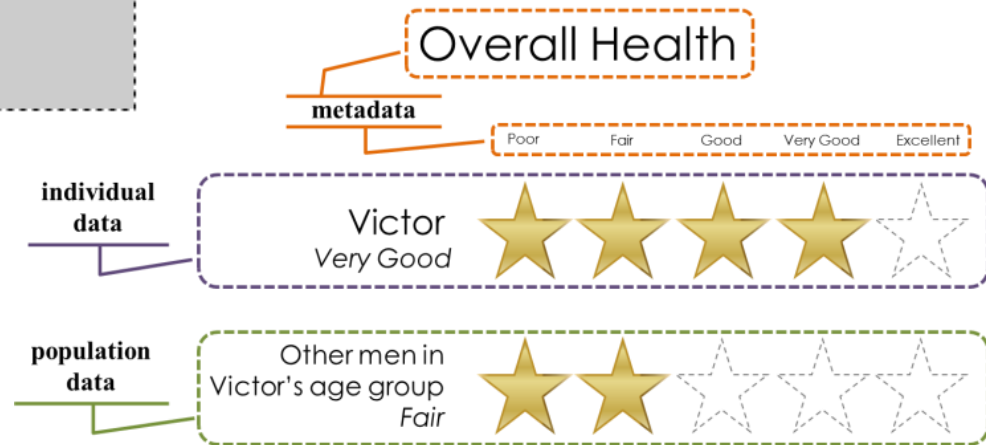 Overall Health
metadata
Poor Fair Good Very Good Excellent
individual
data
Victor
Very Good
population
data
Other men in
Victor's age group
Fair